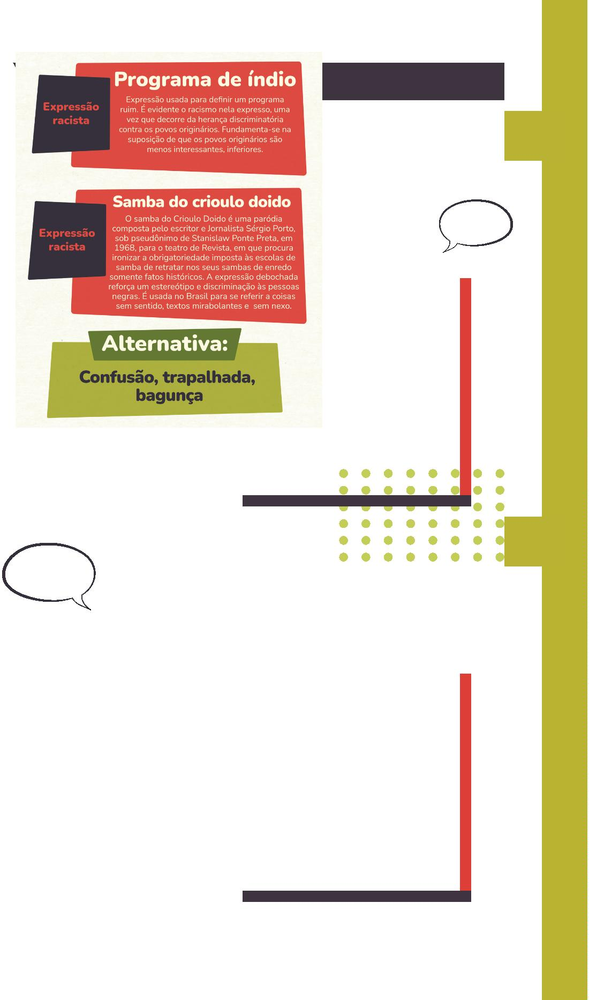 Programa de índio
Expressão
racista
Expressão usada para definir um programa
ruim. É evidente o racismo nela expresso, uma
vez que decorre da herança discriminatória
contra os povos originários. Fundamenta-se na
suposição de que os povos originários são
menos interessantes, inferiores.
Samba do crioulo doido
Expressão
racista
O samba do Crioulo Doido é uma paródia
composta pelo escritor e Jornalista Sérgio Porto,
sob pseudônimo de Stanislaw Ponte Preta, em
1968, para o teatro de Revista, em que procura
ironizar a obrigatoriedade imposta às escolas de
samba de retratar nos seus sambas de enredo
somente fatos históricos. A expressão debochada
reforça um estereótipo e discriminação às pessoas
negras. É usada no Brasil para se referir a coisas
sem sentido, textos mirabolantes e sem nexo.
Alternativa:
Confusão, trapalhada,
bagunça